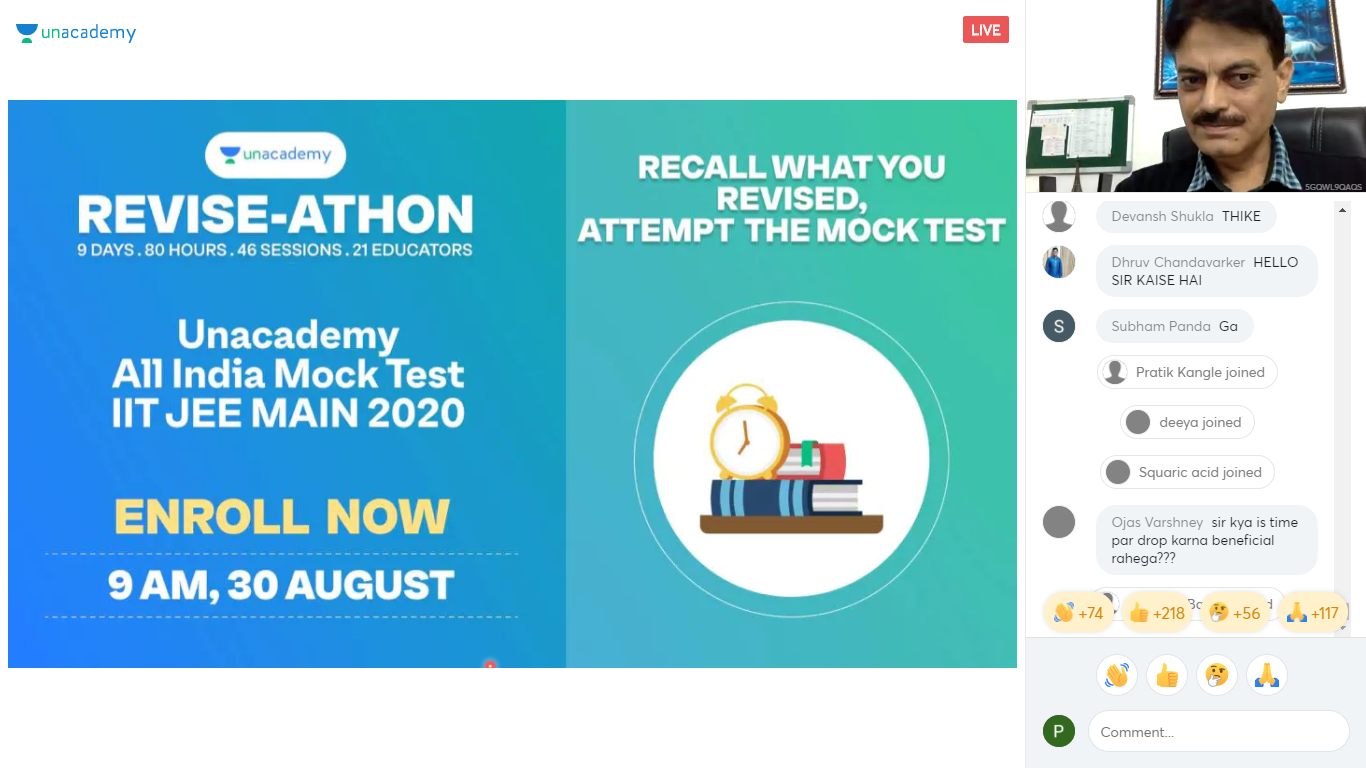 unacademy
LIVE
unacademy
REVISE-ATHON
9 DAYS . 80 HOURS . 46 SESSIONS . 21 EDUCATORS
Unacademy
All India Mock Test
IIT JEE MAIN 2020
ENROLL NOW
9 AM, 30 AUGUST
RECALL WHAT YOU
REVISED,
ATTEMPT THE MOCK TEST
5GQWL9QAQS
Devansh Shukla THIKE
Dhruv Chandavarker HELLO
SIR KAISE HAI
S
Subham Panda Ga
Pratik Kangle joined
deeya joined
Squaric acid joined
Ojas Varshney sir kya is time
par drop karna beneficial
rahega???
+74 +218 +56 +117
P
Comment...